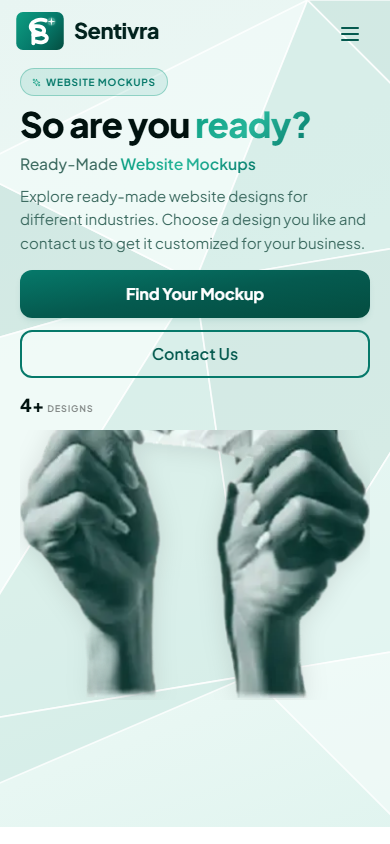 Sentivra
WEBSITE MOCKUPS
So are you ready?
Ready-Made Website Mockups
Explore ready-made website designs for
different industries. Choose a design you like and
contact us to get it customized for your business.
Find Your Mockup
Contact Us
4+ DESIGNS